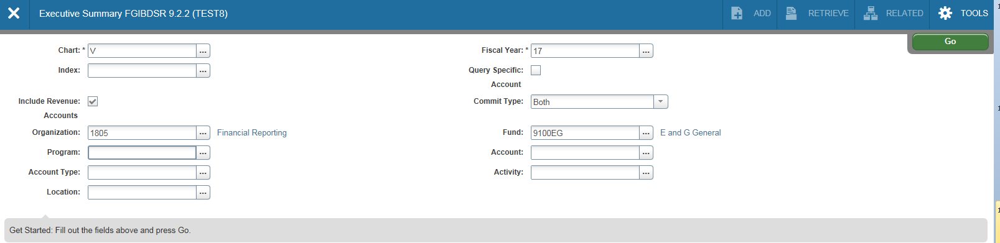 Executive Summary FGIBDSR 9.2.2 (TEST8)
ADD
RETRIEVE
RELATED
TOOLS
Go
Chart: * V ...
Fiscal Year: * 17 ...
Index: ...
Query Specific:
Account
Include Revenue:
Accounts
Commit Type: Both
Organization: 1805 ... Financial Reporting
Fund: 9100EG ... E and G General
Program: ...
Account: ...
Account Type: ...
Activity: ...
Location: ...
Get Started: Fill out the fields above and press Go.